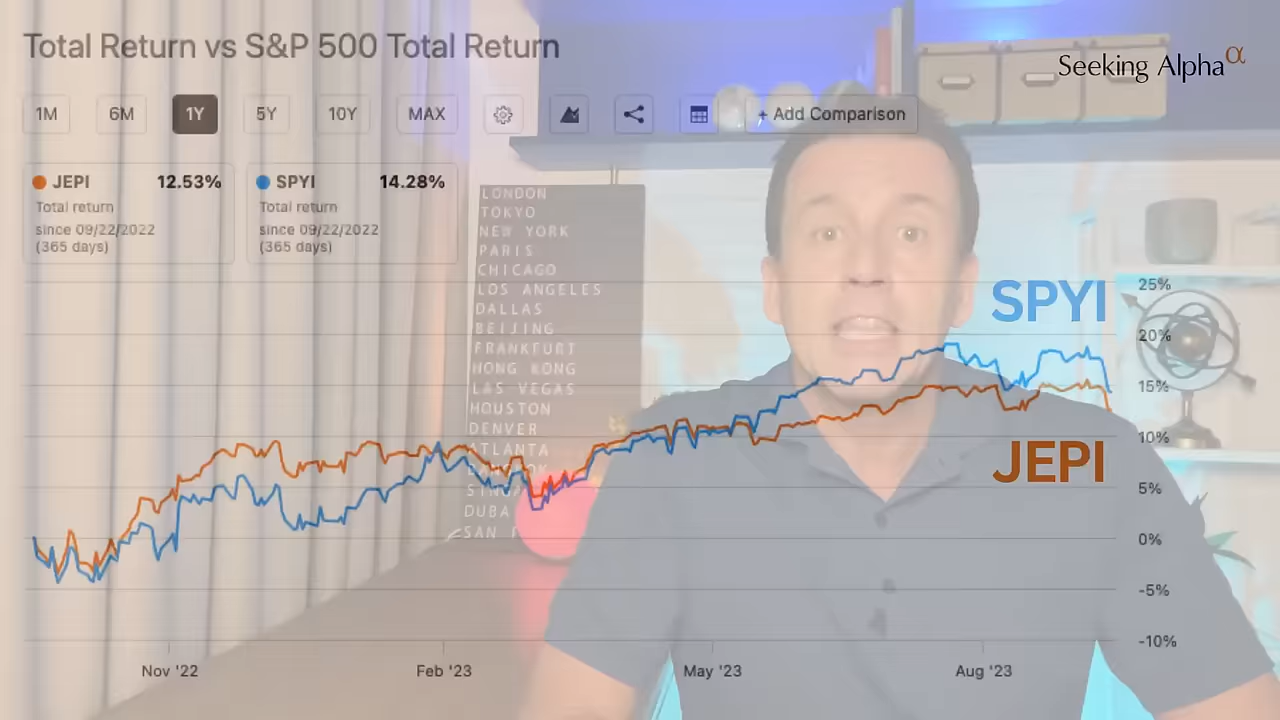 Total Return vs S&P 500 Total Return
Seeking Alpha α
1M 6M 1Y 5Y 10Y MAX + Add Comparison
JEPI 12.53%
Total return
since 09/22/2022
(365 days)
SPYI 14.28%
Total return
since 09/22/2022
(365 days)
LONDON
TOKYO
NEW YORK
PARIS
CHICAGO
LOS ANGELES
DALLAS
BEIJING
FRANKFURT
HONG KONG
LAS VEGAS
HOUSTON
DENVER
ATLANTA
DUBA
SAN
SPYI
JEPI
25%
20%
15%
10%
5%
0%
-5%
-10%
Nov '22 Feb '23 May '23 Aug '23